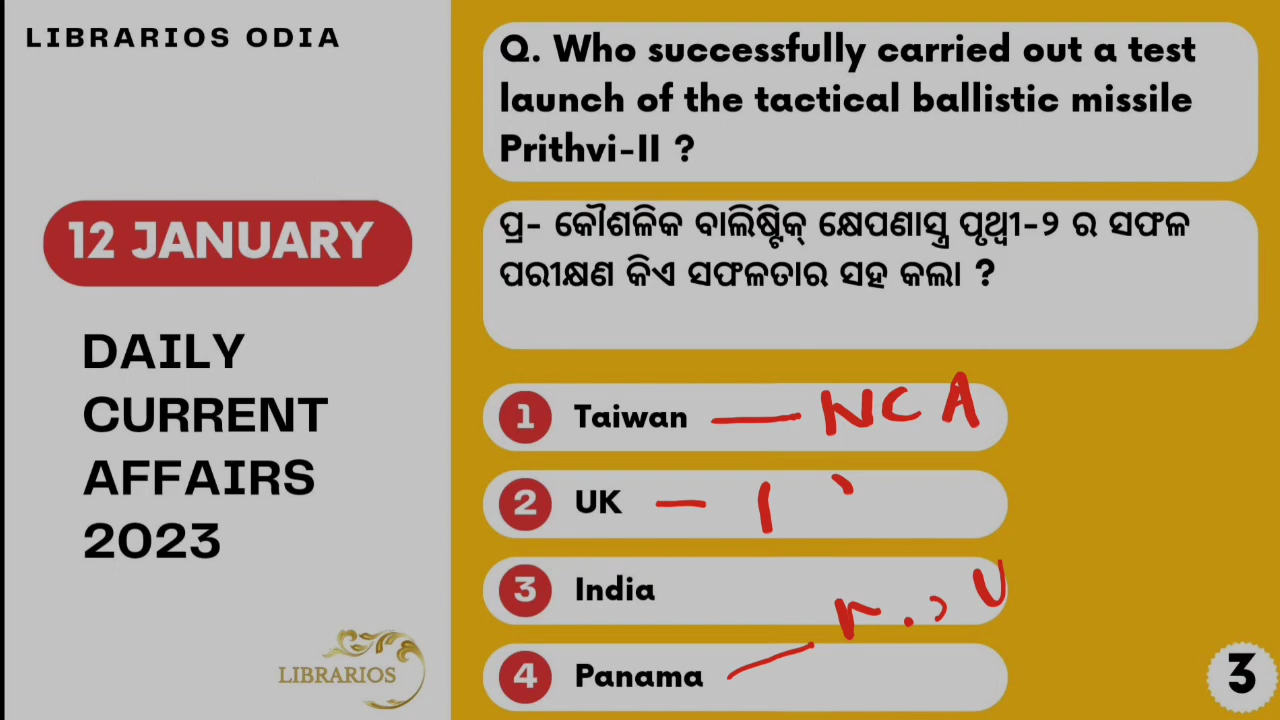 LIBRARIOS ODIA
12 JANUARY
DAILY
CURRENT
AFFAIRS
2023
LIBRARIOS
Q. Who successfully carried out a test
launch of the tactical ballistic missile
Prithvi-II ?
ପ୍ର- କୌଶଳିକ ବାଲିଷ୍ଟିକ୍ କ୍ଷେପଣାସ୍ତ୍ର ପୃଥ୍ୱୀ-୨ ର ସଫଳ
ପରୀକ୍ଷଣ କିଏ ସଫଳତାର ସହ କଲା ?
1 Taiwan — NCA
2 UK —
3 India
4 Panama
3